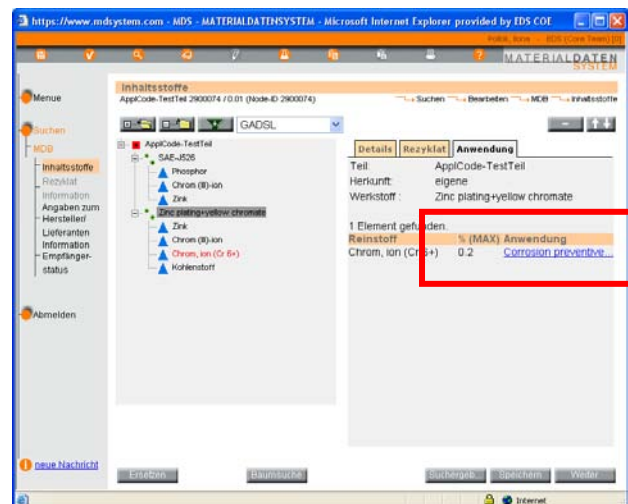 https://www.mdsystem.com - MDS - MATERIALDATENSYSTEM - Microsoft Internet Explorer provided by EDS COE
MATERIALDATEN
SYSTEM
Menue
Suchen
MDB
Inhaltsstoffe
Rezyklat
Information
Angaben zum
Hersteller/
Lieferanten
Information
Empfänger-
status
Abmelden
neue Nachricht
Inhaltsstoffe
ApplCode-TestTeil 2900074 / 0.01 (Node-ID 2900074)
Suchen
Bearbeiten
MDB
Inhaltsstoffe
GADSL
ApplCode-TestTeil
SAE-J526
Phosphor
Chrom (III)-ion
Zink
Zinc plating+yellow chromate
Zink
Chrom (III)-ion
Chrom, ion (Cr 6+)
Kohlenstoff
Details Rezyklat Anwendung
Teil: ApplCode-TestTeil
Herkunft: eigene
Werkstoff : Zinc plating+yellow chromate
1 Element gefunden.
Reinstoff % (MAX) Anwendung
Chrom, ion (Cr 6+) 0.2 Corrosion preventive...
Ersetzen
Baumsuche
Suchergeb.
Speichern
Weiter
Internet